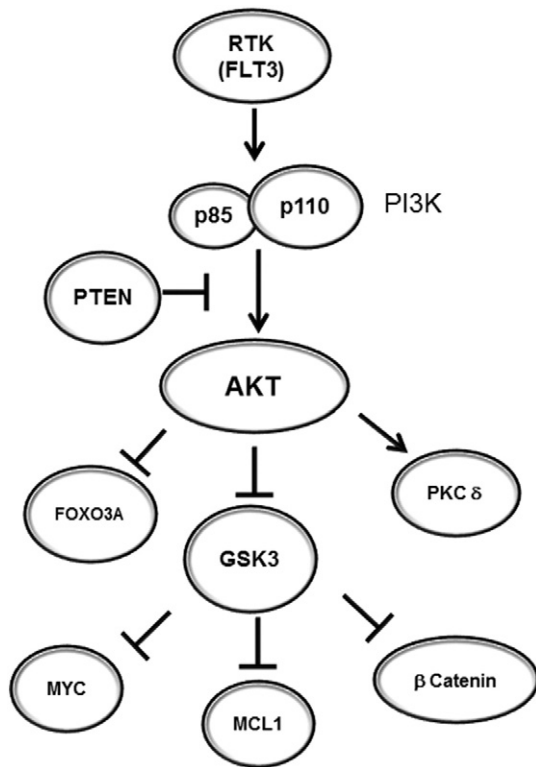 RTK
(FLT3)
p85
p110
PI3K
PTEN
AKT
FOXO3A
PKC δ
GSK3
MYC
MCL1
β Catenin